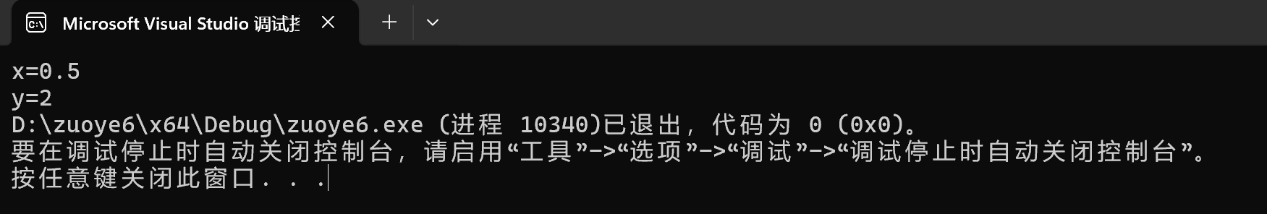 Microsoft Visual Studio 调试控
x=0.5
y=2
D:\zuoye6\x64\Debug\zuoye6.exe (进程 10340)已退出，代码为 0 (0x0)。
要在调试停止时自动关闭控制台，请启用“工具”->“选项”->“调试”->“调试停止时自动关闭控制台”。
按任意键关闭此窗口. . .